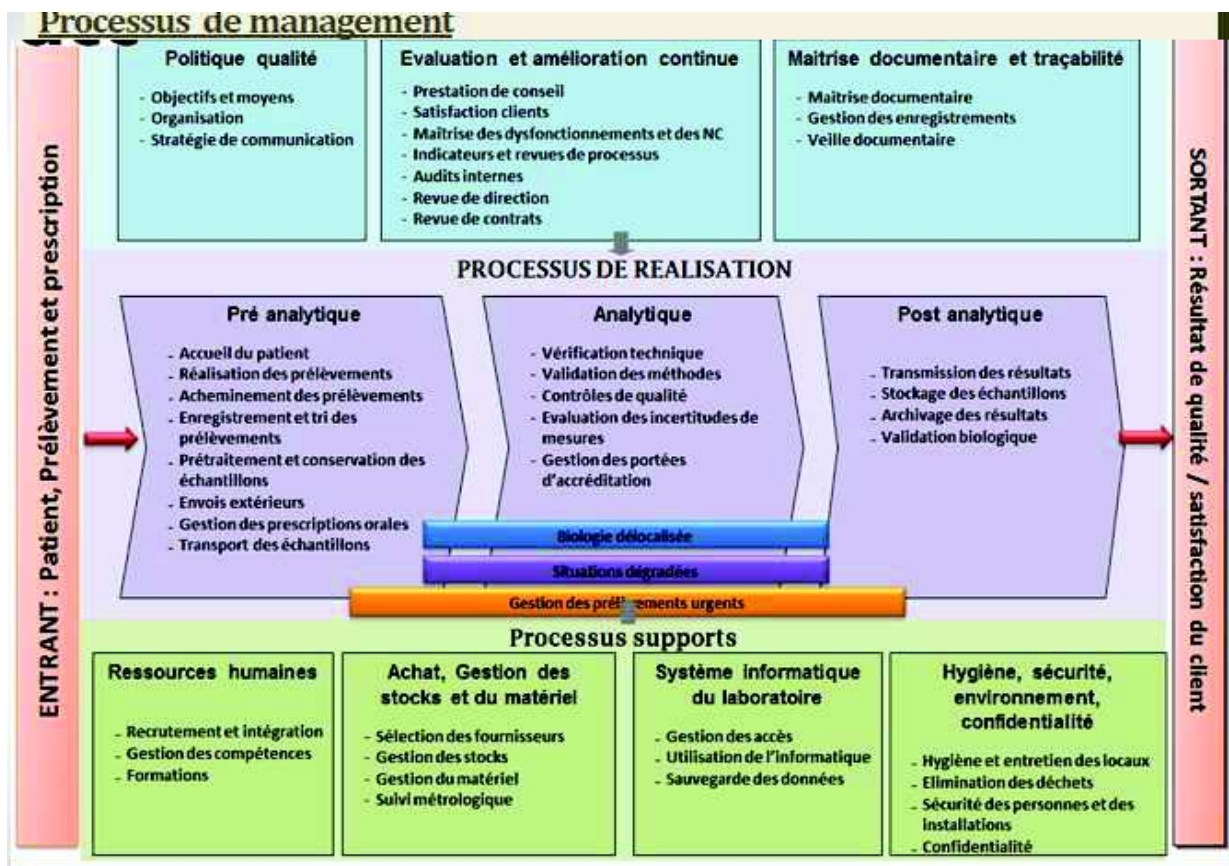 Processus de management
Politique qualité
- Objectifs et moyens
- Organisation
- Stratégie de communication
Evaluation et amélioration continue
- Prestation de conseil
- Satisfaction clients
- Maîtrise des dysfonctionnements et des NC
- Indicateurs et revues de processus
- Audits internes
- Revue de direction
- Revue de contrats
Maitrise documentaire et traçabilité
- Maîtrise documentaire
- Gestion des enregistrements
- Veille documentaire
ENTRANT : Patient, Prélèvement et prescription
PROCESSUS DE REALISATION
Pré analytique
- Accueil du patient
- Réalisation des prélèvements
- Acheminement des prélèvements
- Enregistrement et tri des
prélèvements
- Prétraitement et conservation des
échantillons
- Envois extérieurs
- Gestion des prescriptions orales
- Transport des échantillons
Analytique
- Vérification technique
- Validation des méthodes
- Contrôles de qualité
- Evaluation des incertitudes de
mesures
- Gestion des portées
d'accréditation
Post analytique
- Transmission des résultats
- Stockage des échantillons
- Archivage des résultats
- Validation biologique
Biologie délocalisée
Situations dégradées
Gestion des prélèvements urgents
SORTANT : Résultat de qualité / satisfaction du client
Processus supports
Ressources humaines
- Recrutement et intégration
- Gestion des compétences
- Formations
Achat, Gestion des
stocks et du matériel
- Sélection des fournisseurs
- Gestion des stocks
- Gestion du matériel
- Suivi métrologique
Système informatique
du laboratoire
- Gestion des accès
- Utilisation de l'informatique
- Sauvegarde des données
Hygiène, sécurité,
environnement,
confidentialité
- Hygiène et entretien des locaux
- Elimination des déchets
- Sécurité des personnes et des
installations
- Confidentialité